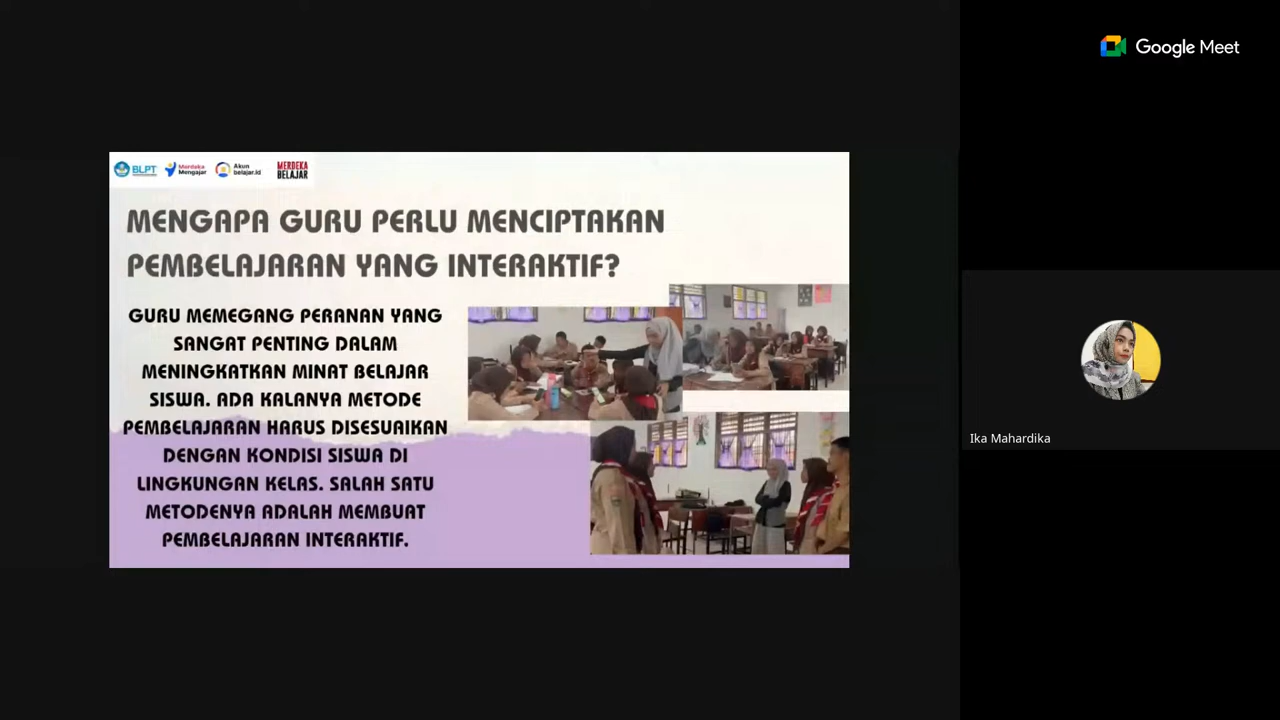 Google Meet
BLPT
Merdeka
Mengajar
Akun
belajar.id
MERDEKA
BELAJAR
MENGAPA GURU PERLU MENCIPTAKAN
PEMBELAJARAN YANG INTERAKTIF?
GURU MEMEGANG PERANAN YANG
SANGAT PENTING DALAM
MENINGKATKAN MINAT BELAJAR
SISWA. ADA KALANYA METODE
PEMBELAJARAN HARUS DISESUAIKAN
DENGAN KONDISI SISWA DI
LINGKUNGAN KELAS. SALAH SATU
METODENYA ADALAH MEMBUAT
PEMBELAJARAN INTERAKTIF.
Ika Mahardika